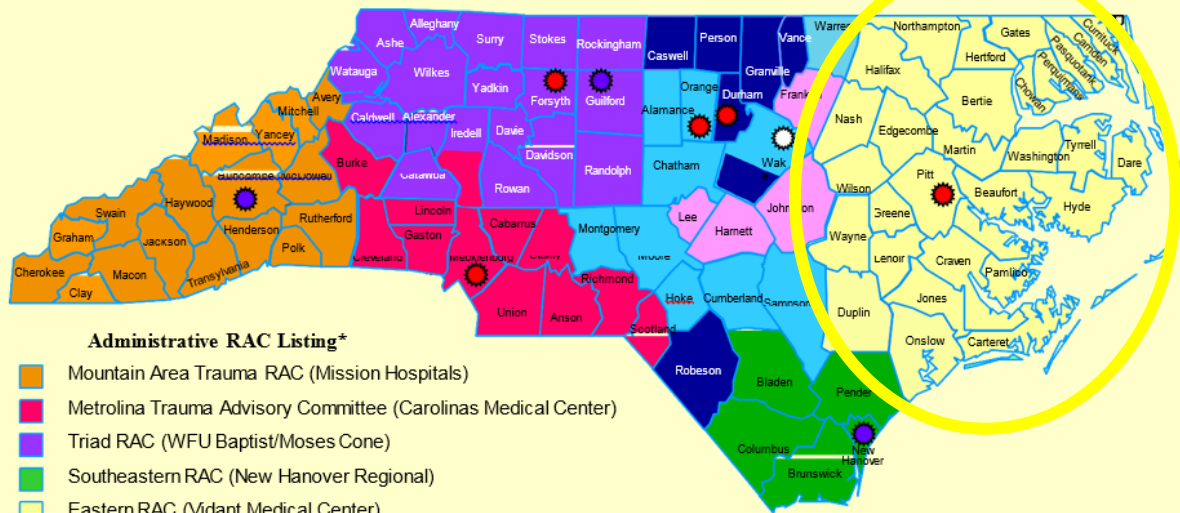 Alleghany
Ashe
Surry
Stokes
Rockingham
Caswell
Person
Vance
Granville
Northampton
Gates
Hertford
Currituck
Camden
Pasquotank
Perquimans
Chowan
Watauga
Wilkes
Yadkin
Forsyth
Guilford
Orange
Durham
Alamance
Halifax
Bertie
Avery
Mitchell
Caldwell
Alexander
Iredell
Davie
Davidson
Nash
Edgecombe
Martin
Washington
Tyrrell
Dare
Madison
Yancey
Burke
Rowan
Randolph
Chatham
Wak
Wilson
Pitt
Beaufort
Hyde
Swain
Haywood
Rutherford
Lincoln
Cabarrus
Montgomery
Lee
Harnett
Greene
Wayne
Graham
Jackson
Henderson
Polk
Gaston
Lenoir
Craven
Pamlico
Cherokee
Macon
Transylvania
Clay
Cleveland
Mecklenburg
Richmond
Hoke
Cumberland
Sampson
Jones
Duplin
Union
Anson
Scotland
Onslow
Carteret
Robeson
Bladen
Pender
Columbus
New
Hanover
Brunswick
Administrative RAC Listing*
Mountain Area Trauma RAC (Mission Hospitals)
Metrolina Trauma Advisory Committee (Carolinas Medical Center)
Triad RAC (WFU Baptist/Moses Cone)
Southeastern RAC (New Hanover Regional)
Eastern RAC (Vidant Medical Center)